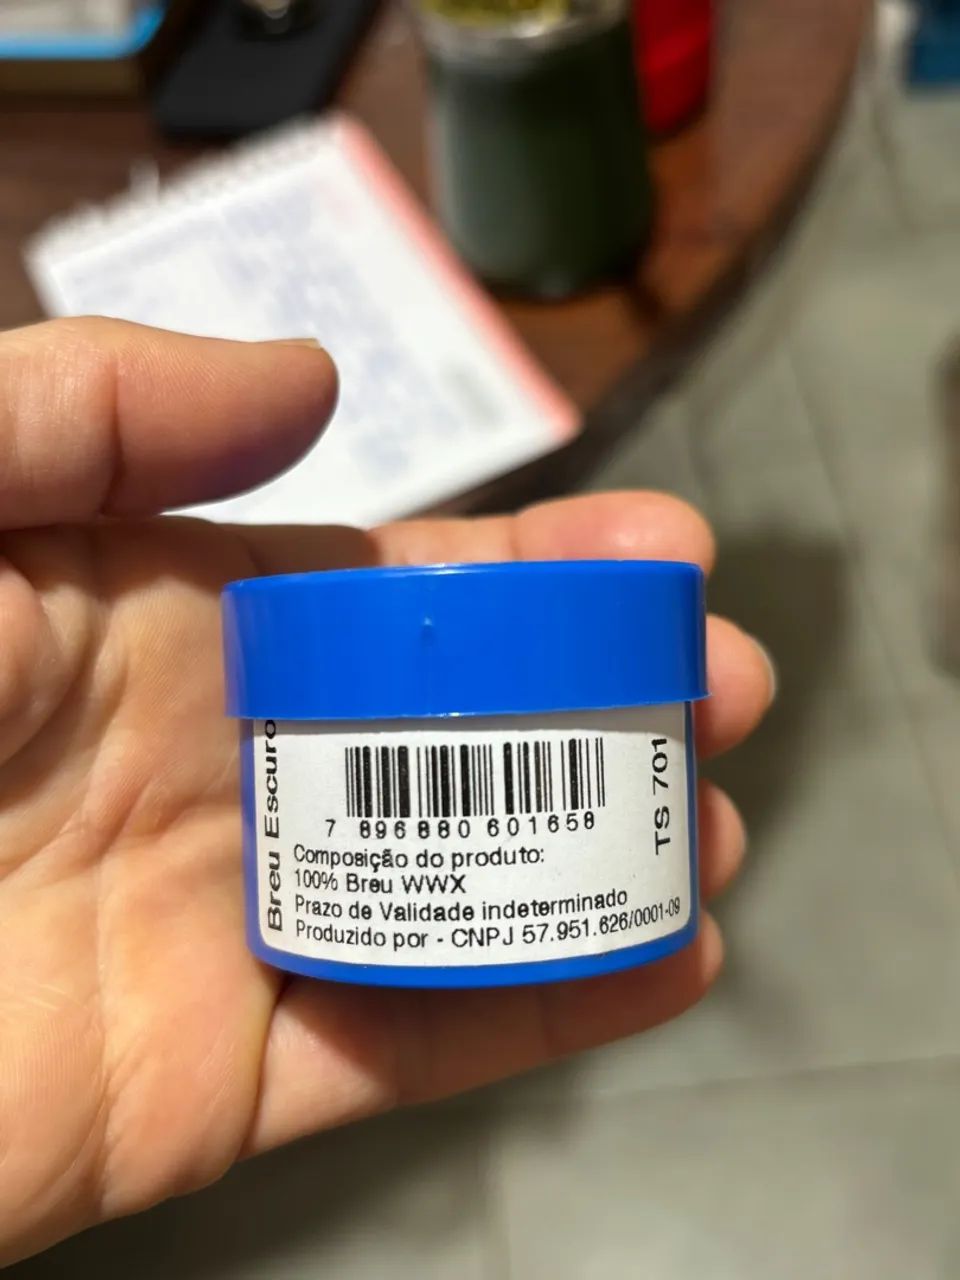 Breu Escuro
7 896880 601658
TS 701
Composição do produto:
100% Breu WWX
Prazo de Validade indeterminado
Produzido por - CNPJ 57.951.626/0001-09